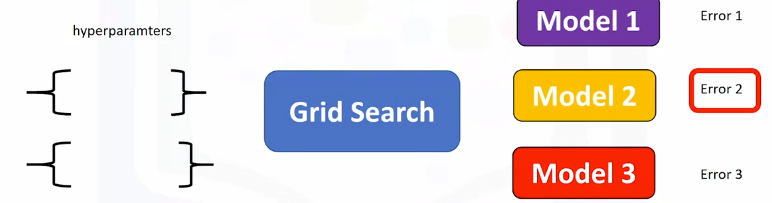 hyperparamters
Grid Search
Model 1
Error 1
Model 2
Error 2
Model 3
Error 3